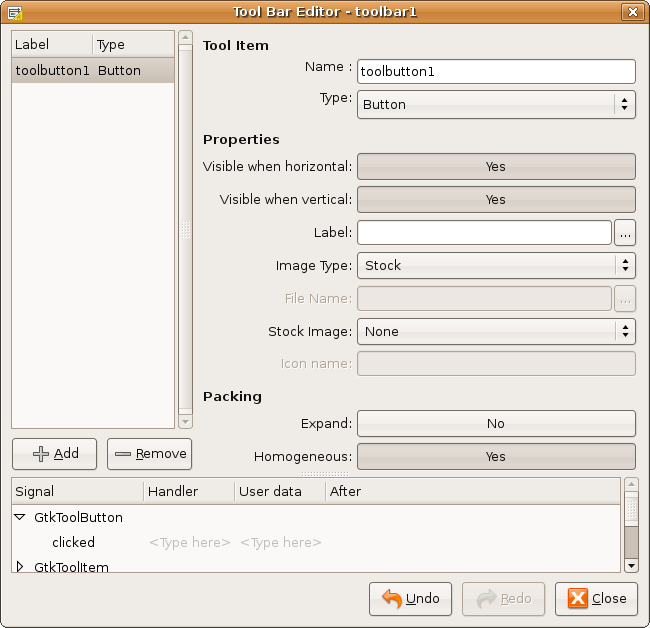 Tool Bar Editor - toolbar1
Label Type
toolbutton1 Button
Tool Item
Name : toolbutton1
Type: Button
Properties
Visible when horizontal: Yes
Visible when vertical: Yes
Label: ...
Image Type: Stock
File Name: ...
Stock Image: None
Icon name:
Packing
Expand: No
Homogeneous: Yes
Add Remove
Signal Handler User data After
GtkToolButton
clicked <Type here> <Type here>
GtkToolItem
Undo Redo Close